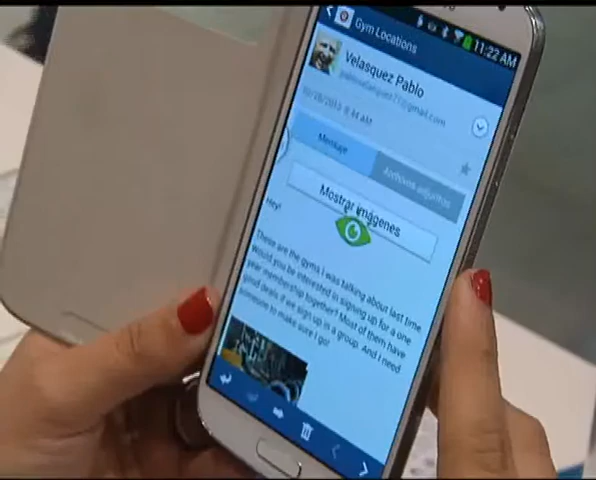 11:22 AM
Gym Locations
Velasquez Pablo
Mensaje
Archivos adjuntos
Mostrar imágenes
Hey!
These are the gyms I was talking about last time
Would you be interested in signing up for a one
year membership together? Most of them have
good deals if we sign up in a group. And I need
someone to make sure I go!